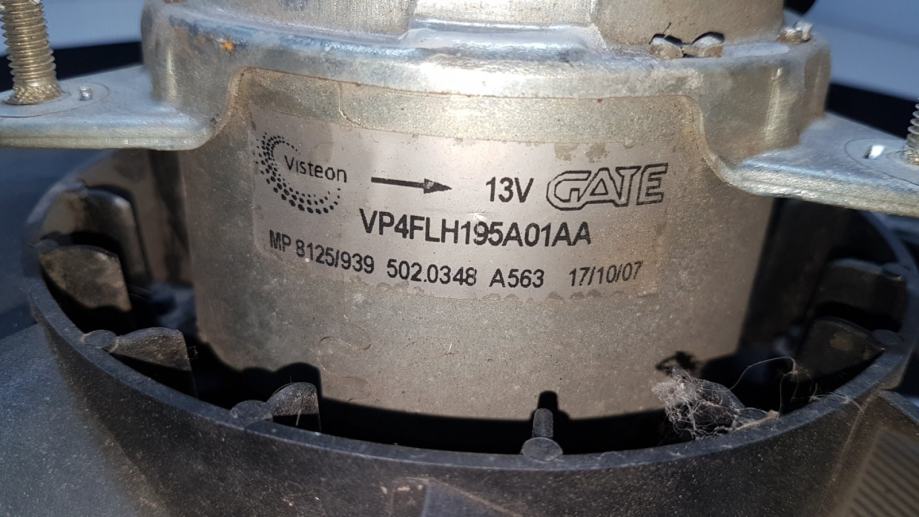 Visteon 13V GATE
VP4FLH195A01AA
MP 8125/939 502.0348 A563 17/10/07